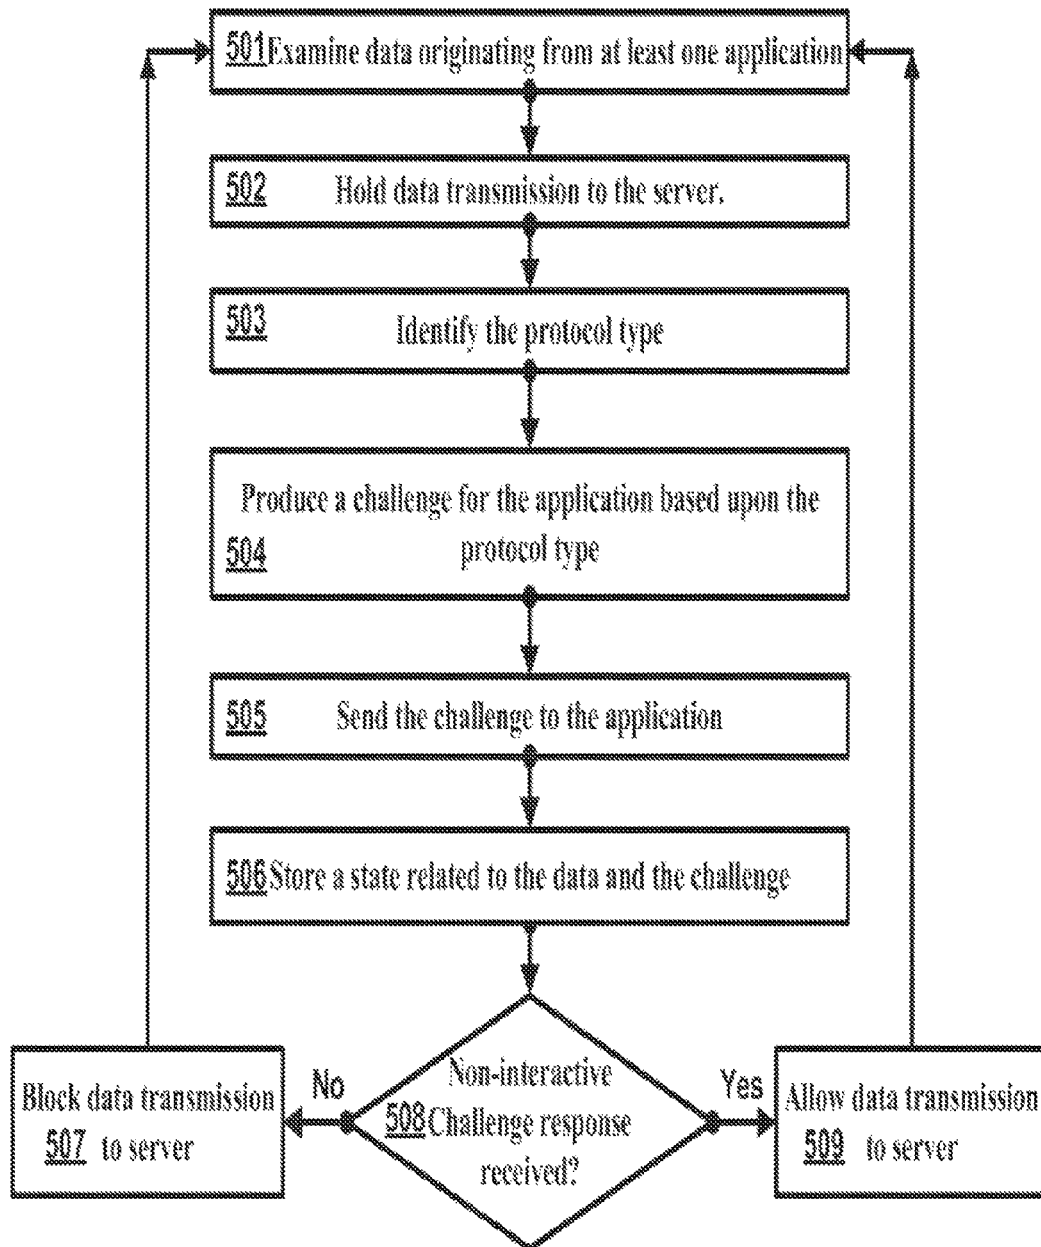 501 Examine data originating from at least one application
502 Hold data transmission to the server.
503 Identify the protocol type
Produce a challenge for the application based upon the
504 protocol type
505 Send the challenge to the application
506 Store a state related to the data and the challenge
Non-interactive
508 Challenge response
received?
No
Yes
Block data transmission
507 to server
Allow data transmission
509 to server